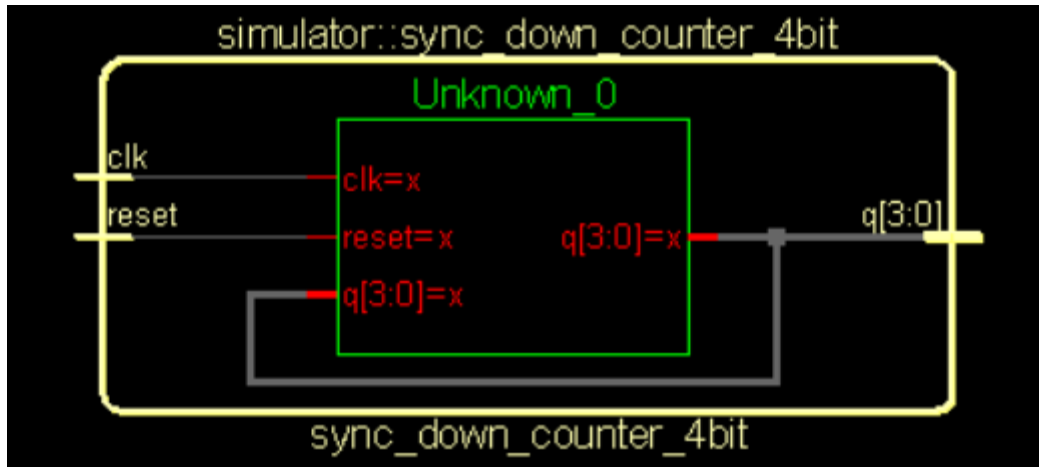 simulator::sync_down_counter_4bit
Unknown_0
clk
clk=x
reset
reset=x
q[3:0]=x
q[3:0]
q[3:0]=x
sync_down_counter_4bit